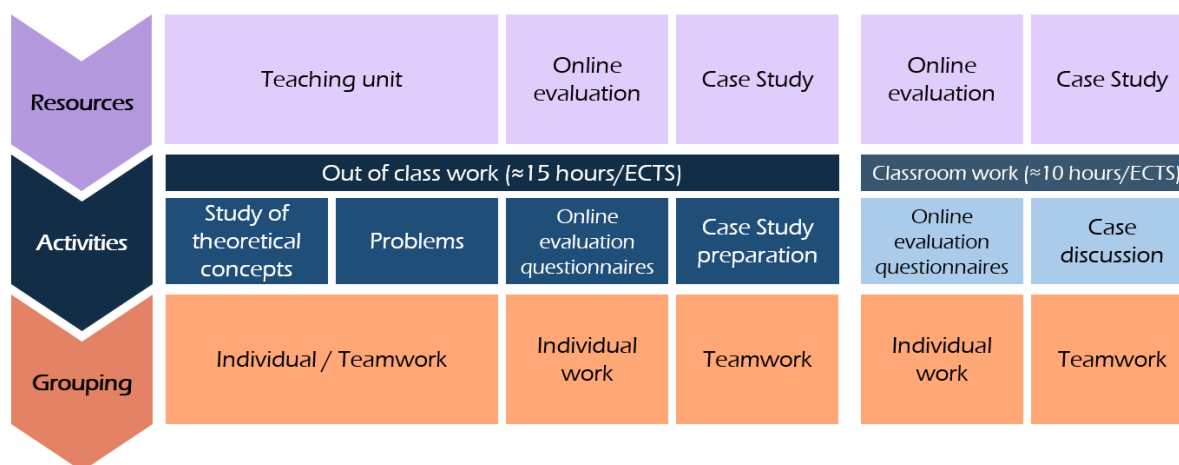 Resources
Teaching unit
Online
evaluation
Case Study
Online
evaluation
Case Study
Activities
Out of class work (≈15 hours/ECTS)
Classroom work (≈10 hours/ECTS)
Study of
theoretical
concepts
Problems
Online
evaluation
questionnaires
Case Study
preparation
Online
evaluation
questionnaires
Case
discussion
Grouping
Individual / Teamwork
Individual
work
Teamwork
Individual
work
Teamwork